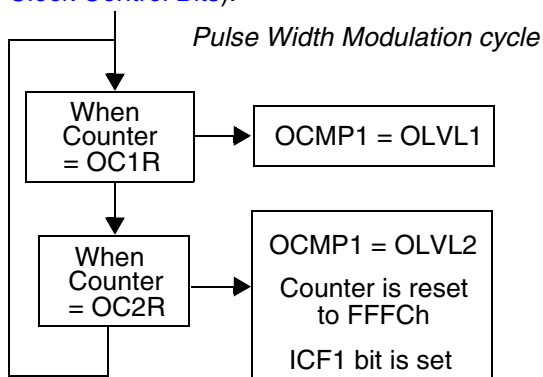 Clock Control Bits).
Pulse Width Modulation cycle
When
Counter
= OC1R
OCMP1 = OLVL1
When
Counter
= OC2R
OCMP1 = OLVL2
Counter is reset
to FFFCh
ICF1 bit is set